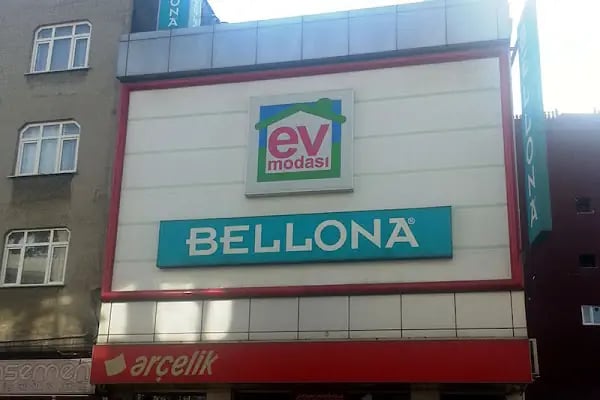 ev
modası
BELLONA®
BELLONA
arçelik